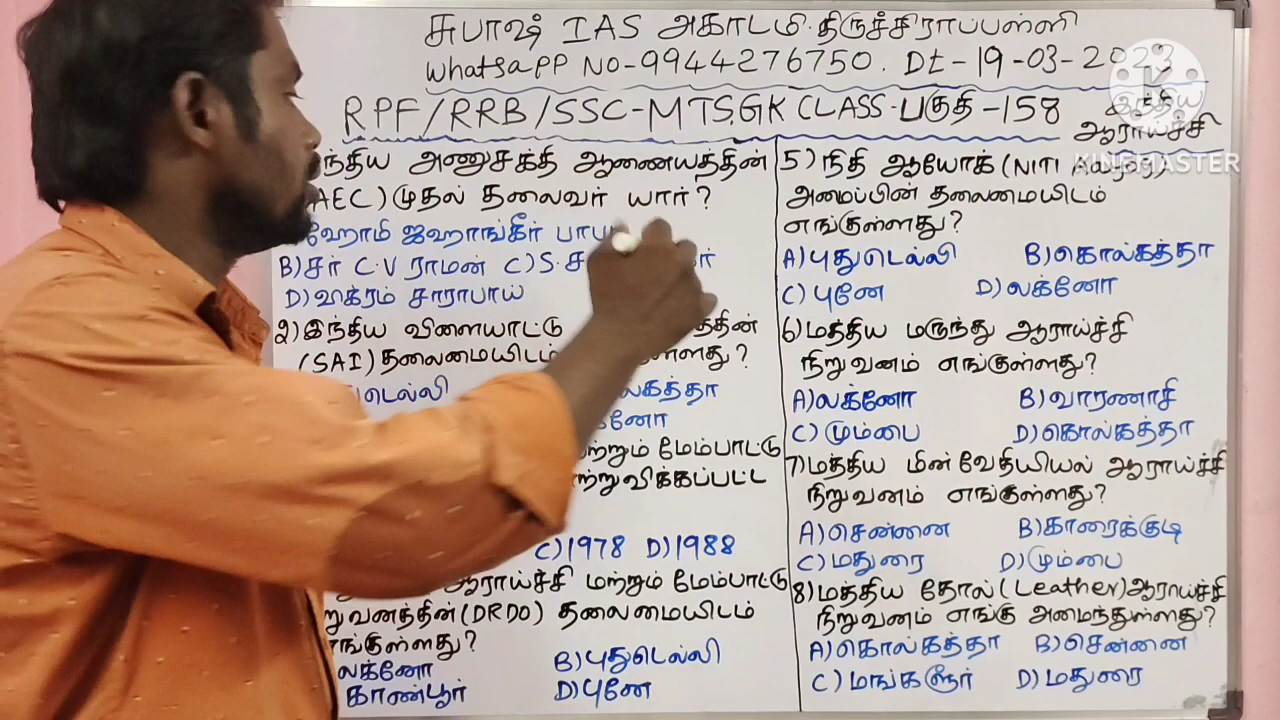 சுபாஷ் IAS அகாடமி.திருச்சிராப்பள்ளி
WhatsAPP NO-9944276750. Dt-19-03-2023
RPF/RRB/SSC-MTS.GK CLASS-பகுதி-158
இந்திய
ஆராய்ச்சி
KINEMASTER
ந்திய அணுசக்தி ஆணையத்தின்
AEC) முதல் தலைவர் யார்?
ஹோமி ஜஹாங்கீர்
B) சர் C.V ராமன் C) S.
D) விக்ரம் சாராபாய்
2) இந்திய விளையாட்டு
(SAI) தலைமையிடம்
C) 1978 D) 1988
ஆராய்ச்சி மற்றும் மேம்பாட்டு
றுவனத்தின் (DRDO) தலைமையிடம்
எங்குள்ளது?
லக்னோ B) புதுடெல்லி
காண்பூர் D) புனே
5) நிதி ஆயோக் (NITI
அமைப்பின் தலைமையிடம்
எங்குள்ளது?
A) புதுடெல்லி B) கொல்கத்தா
C) புனே D) லக்னோ
6) மத்திய மருந்து ஆராய்ச்சி
நிறுவனம் எங்குள்ளது?
A) லக்னோ B) வாரணாசி
C) மும்பை D) கொல்கத்தா
7) மத்திய மின் வேதியியல் ஆராய்ச்சி
நிறுவனம் எங்குள்ளது?
A) சென்னை B) காரைக்குடி
C) மதுரை D) மும்பை
8) மத்திய தோல் (Leather) ஆராய்ச்சி
நிறுவனம் எங்கு அமைந்துள்ளது?
A) கொல்கத்தா B) சென்னை
C) மங்களூர் D) மதுரை